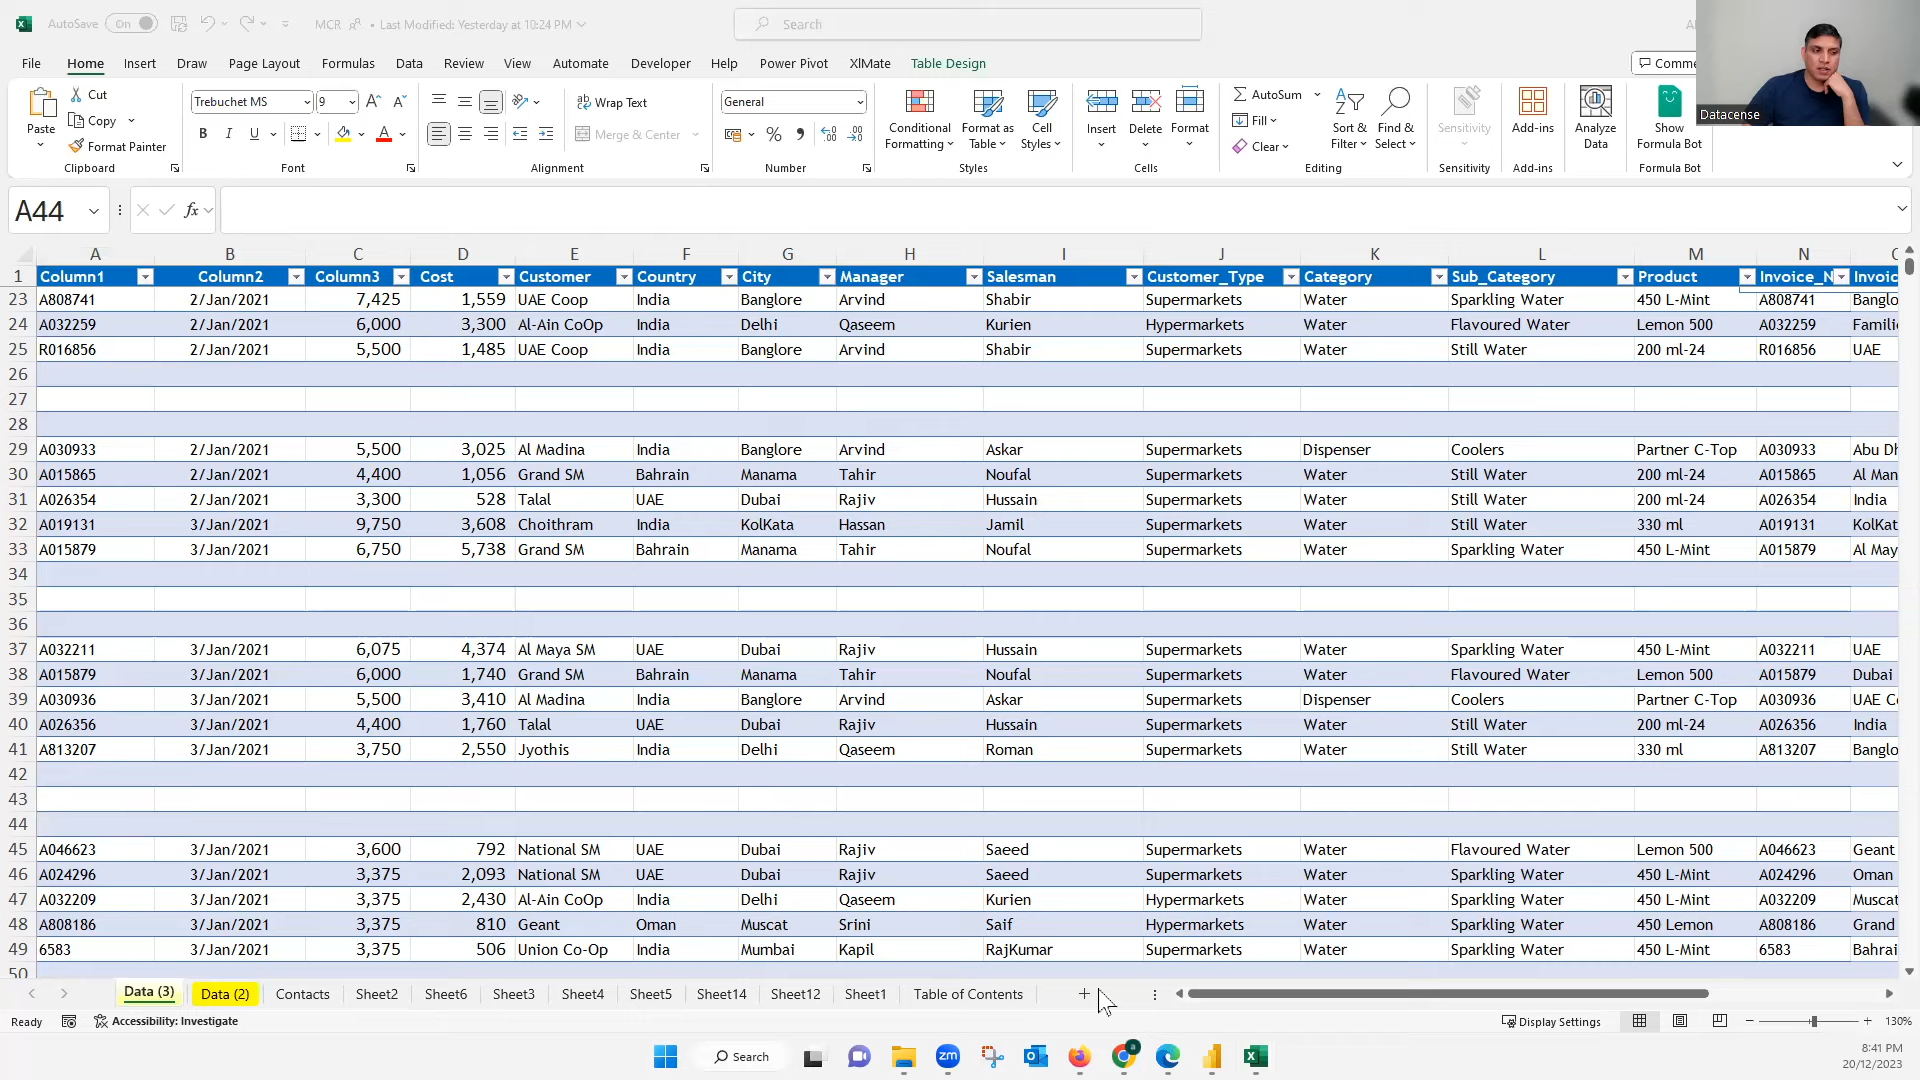 AutoSave On MCR • Last Modified: Yesterday at 10:24 PM Search
File Home Insert Draw Page Layout Formulas Data Review View Automate Developer Help Power Pivot XlMate Table Design Comme
Datacense
Paste Cut Copy Format Painter Clipboard
Trebuchet MS 9 B I U Font
Wrap Text Merge & Center Alignment
General Number
Conditional Formatting Format as Table Cell Styles Styles
Insert Delete Format Cells
AutoSum Fill Clear Sort & Filter Find & Select Editing
Sensitivity Sensitivity
Add-ins Add-ins
Analyze Data
Show Formula Bot Formula Bot
A44 fx
A B C D E F G H I J K L M N
1 Column1 Column2 Column3 Cost Customer Country City Manager Salesman Customer_Type Category Sub_Category Product Invoice_N Invoic
23 A808741 2/Jan/2021 7,425 1,559 UAE Coop India Banglore Arvind Shabir Supermarkets Water Sparkling Water 450 L-Mint A808741 Banglo
24 A032259 2/Jan/2021 6,000 3,300 Al-Ain CoOp India Delhi Qaseem Kurien Hypermarkets Water Flavoured Water Lemon 500 A032259 Familie
25 R016856 2/Jan/2021 5,500 1,485 UAE Coop India Banglore Arvind Shabir Supermarkets Water Still Water 200 ml-24 R016856 UAE
26
27
28
29 A030933 2/Jan/2021 5,500 3,025 Al Madina India Banglore Arvind Askar Supermarkets Dispenser Coolers Partner C-Top A030933 Abu Dh
30 A015865 2/Jan/2021 4,400 1,056 Grand SM Bahrain Manama Tahir Noufal Supermarkets Water Still Water 200 ml-24 A015865 Al Man
31 A026354 2/Jan/2021 3,300 528 Talal UAE Dubai Rajiv Hussain Supermarkets Water Still Water 200 ml-24 A026354 India
32 A019131 3/Jan/2021 9,750 3,608 Choithram India KolKata Hassan Jamil Supermarkets Water Still Water 330 ml A019131 KolKat
33 A015879 3/Jan/2021 6,750 5,738 Grand SM Bahrain Manama Tahir Noufal Supermarkets Water Sparkling Water 450 L-Mint A015879 Al May
34
35
36
37 A032211 3/Jan/2021 6,075 4,374 Al Maya SM UAE Dubai Rajiv Hussain Supermarkets Water Sparkling Water 450 L-Mint A032211 UAE
38 A015879 3/Jan/2021 6,000 1,740 Grand SM Bahrain Manama Tahir Noufal Supermarkets Water Flavoured Water Lemon 500 A015879 Dubai
39 A030936 3/Jan/2021 5,500 3,410 Al Madina India Banglore Arvind Askar Supermarkets Dispenser Coolers Partner C-Top A030936 UAE Co
40 A026356 3/Jan/2021 4,400 1,760 Talal UAE Dubai Rajiv Hussain Supermarkets Water Still Water 200 ml-24 A026356 India
41 A813207 3/Jan/2021 3,750 2,550 Jyothis India Delhi Qaseem Roman Supermarkets Water Still Water 330 ml A813207 Banglo
42
43
44
45 A046623 3/Jan/2021 3,600 792 National SM UAE Dubai Rajiv Saeed Supermarkets Water Flavoured Water Lemon 500 A046623 Geant
46 A024296 3/Jan/2021 3,375 2,093 National SM UAE Dubai Rajiv Saeed Supermarkets Water Sparkling Water 450 L-Mint A024296 Oman
47 A032209 3/Jan/2021 3,375 2,430 Al-Ain CoOp India Delhi Qaseem Kurien Hypermarkets Water Sparkling Water 450 L-Mint A032209 Muscat
48 A808186 3/Jan/2021 3,375 810 Geant Oman Muscat Srini Saif Hypermarkets Water Sparkling Water 450 Lemon A808186 Grand
49 6583 3/Jan/2021 3,375 506 Union Co-Op India Mumbai Kapil RajKumar Supermarkets Water Sparkling Water 450 L-Mint 6583 Bahrai
50
Data (3) Data (2) Contacts Sheet2 Sheet6 Sheet3 Sheet4 Sheet5 Sheet14 Sheet12 Sheet1 Table of Contents
Ready Accessibility: Investigate Display Settings 130%
Search zm 8:41 PM
20/12/2023